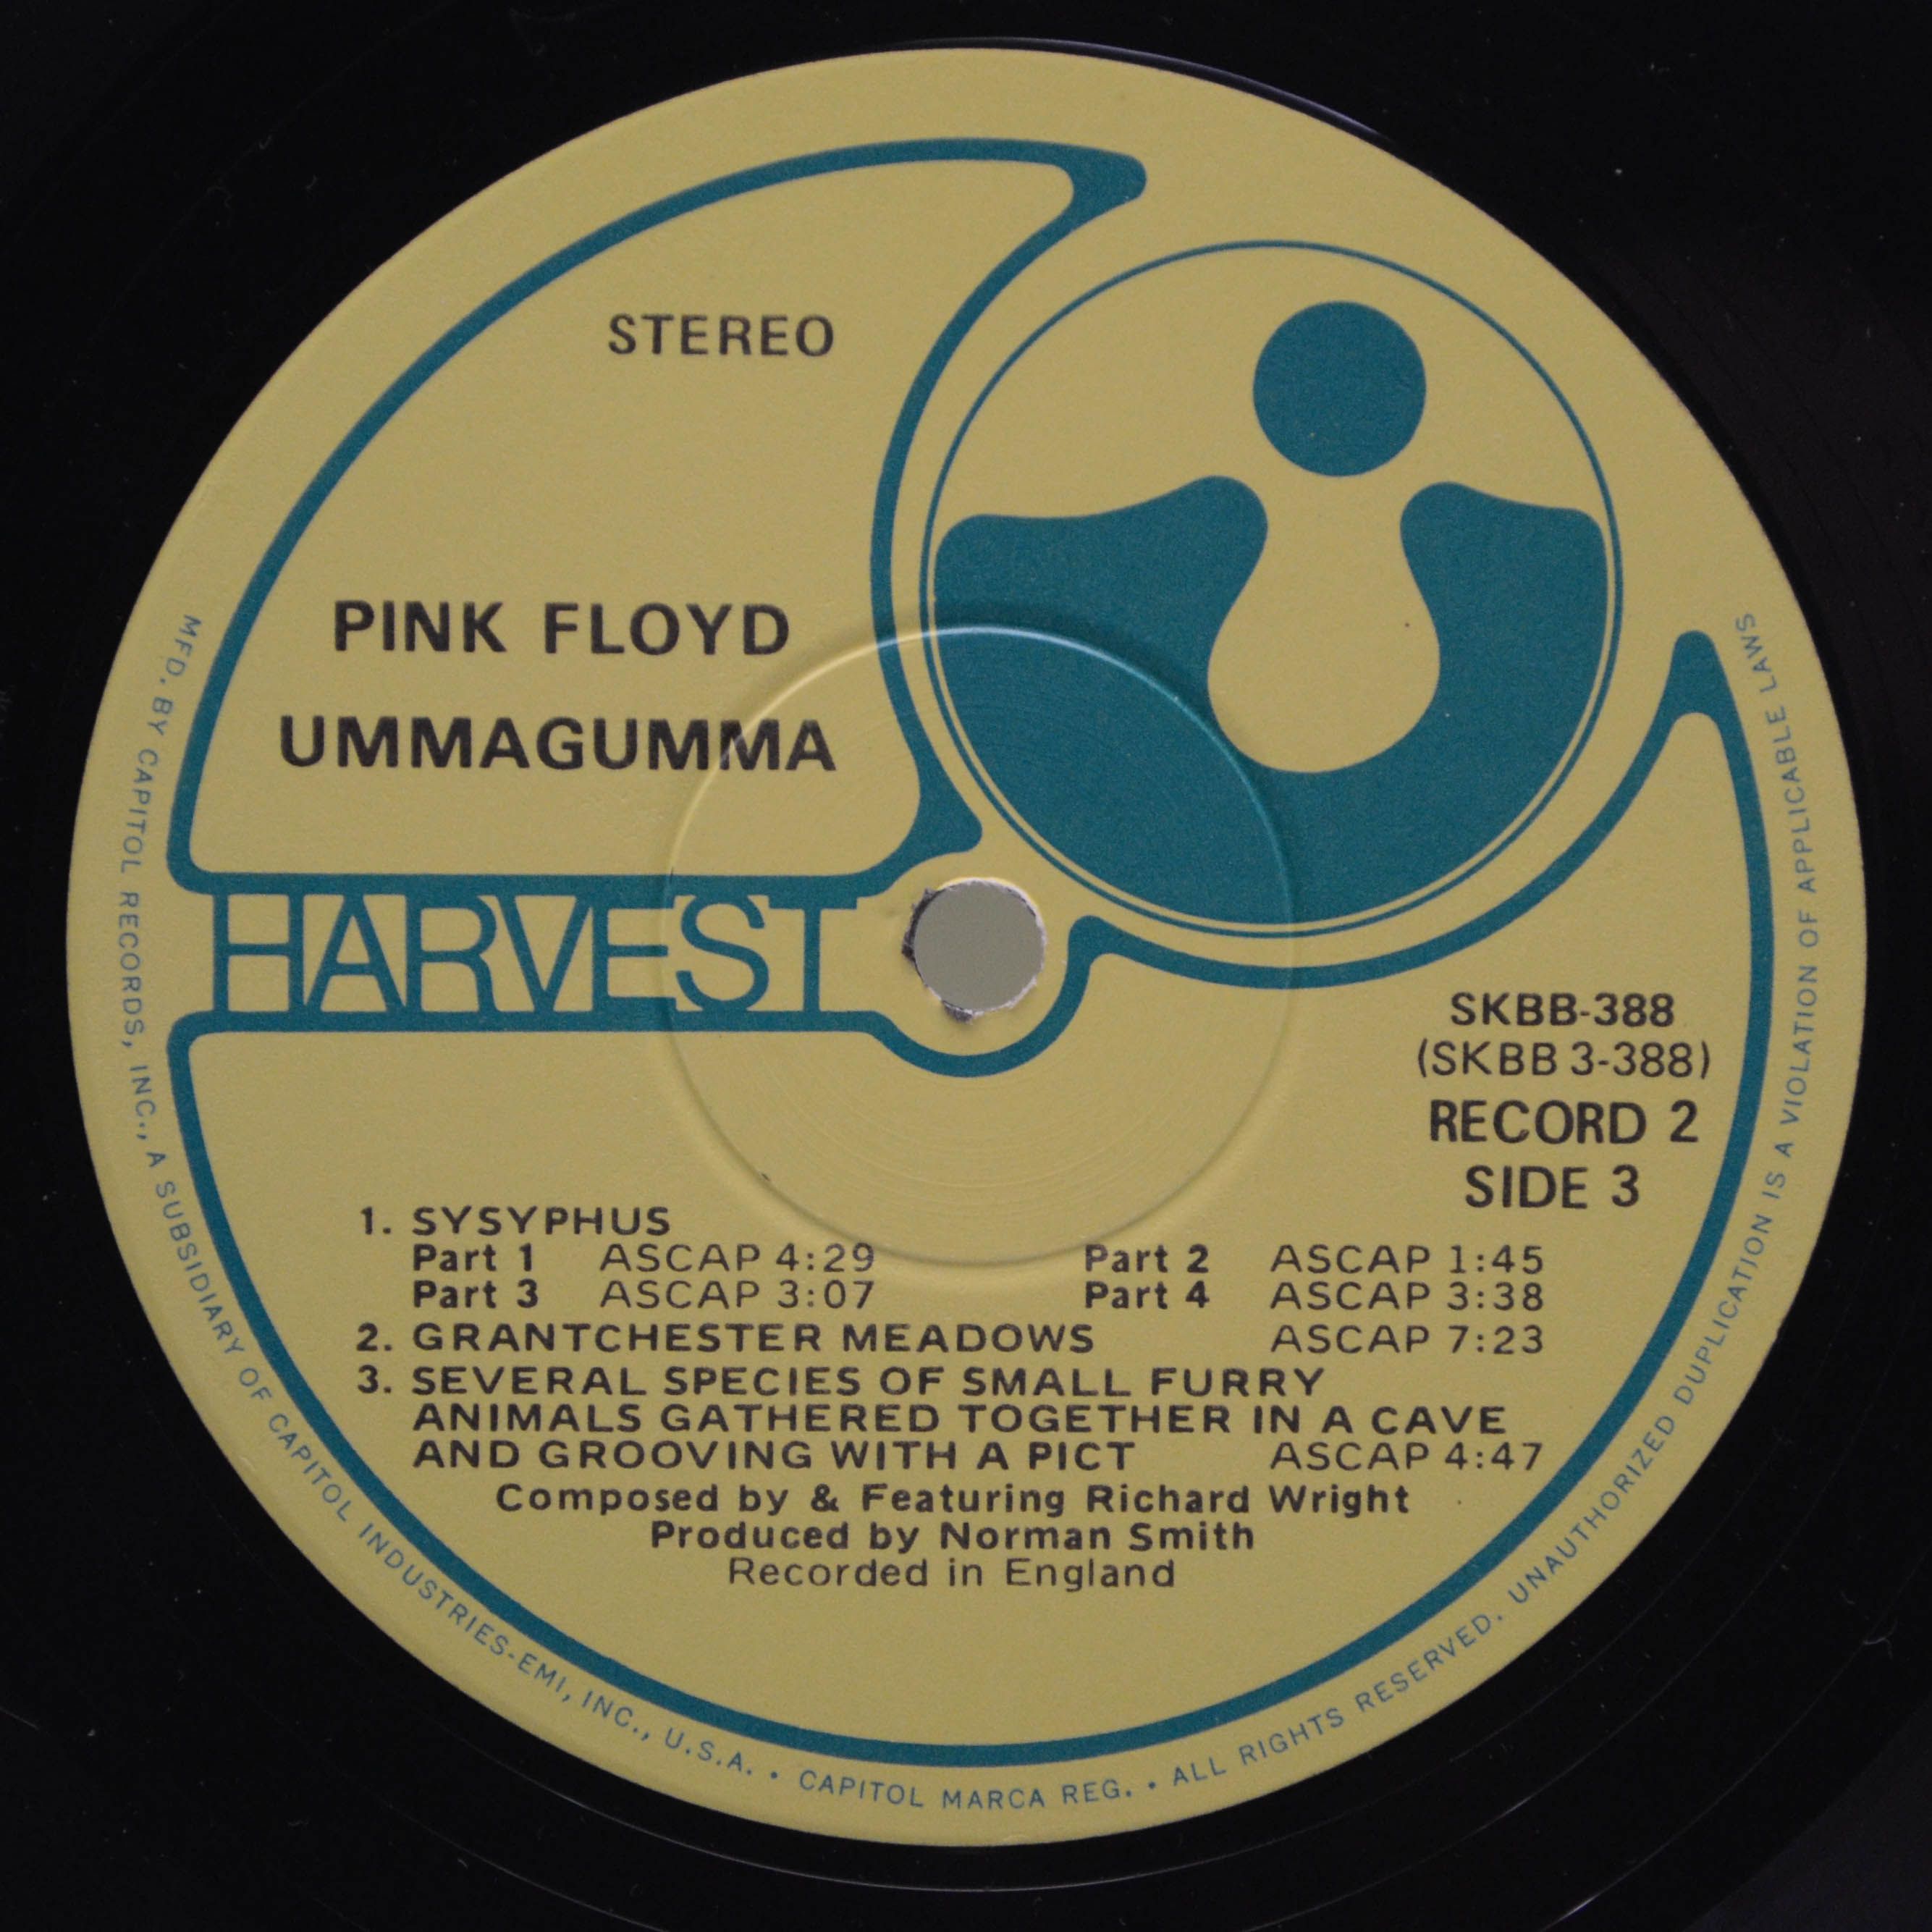 STEREO
PINK FLOYD
UMMAGUMMA
HARVEST
SKBB-388
(SKBB 3-388)
RECORD 2
SIDE 3
1. SYSYPHUS
Part 1 ASCAP 4:29 Part 2 ASCAP 1:45
Part 3 ASCAP 3:07 Part 4 ASCAP 3:38
2. GRANTCHESTER MEADOWS ASCAP 7:23
3. SEVERAL SPECIES OF SMALL FURRY
ANIMALS GATHERED TOGETHER IN A CAVE
AND GROOVING WITH A PICT ASCAP 4:47
Composed by & Featuring Richard Wright
Produced by Norman Smith
Recorded in England
MFD. BY CAPITOL RECORDS, INC., A SUBSIDIARY OF CAPITOL INDUSTRIES-EMI, INC., U.S.A. • CAPITOL MARCA REG. • ALL RIGHTS RESERVED. UNAUTHORIZED DUPLICATION IS A VIOLATION OF APPLICABLE LAWS